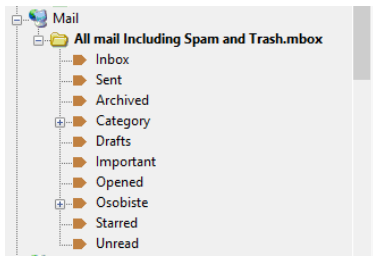 Mail
All mail Including Spam and Trash.mbox
Inbox
Sent
Archived
Category
Drafts
Important
Opened
Osobiste
Starred
Unread